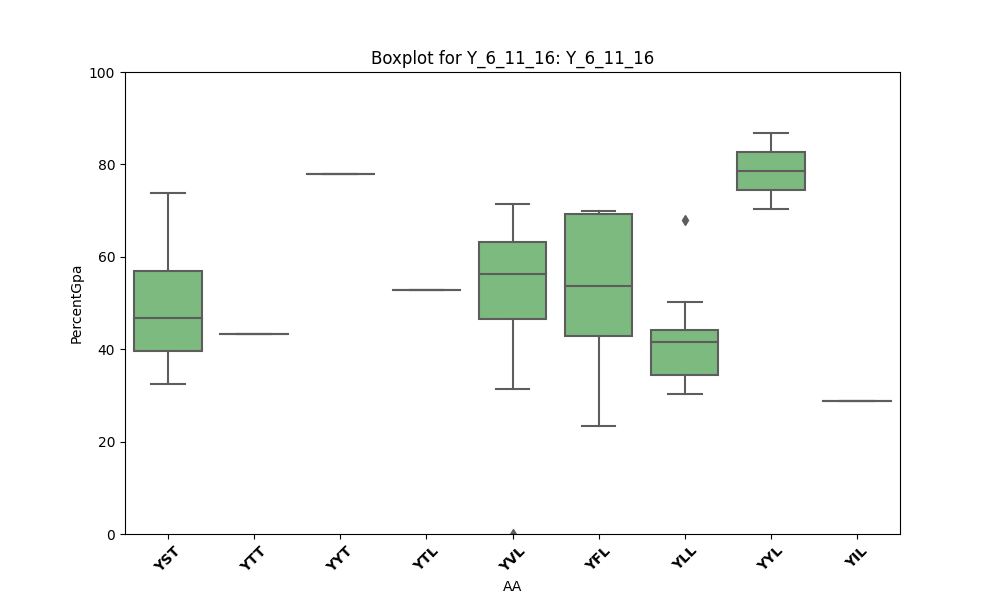 Boxplot for Y_6_11_16: Y_6_11_16
100
80
60
40
20
0
PercentGpa
YST YTT YYT YTL YVL YFL YLL YYL YIL
AA